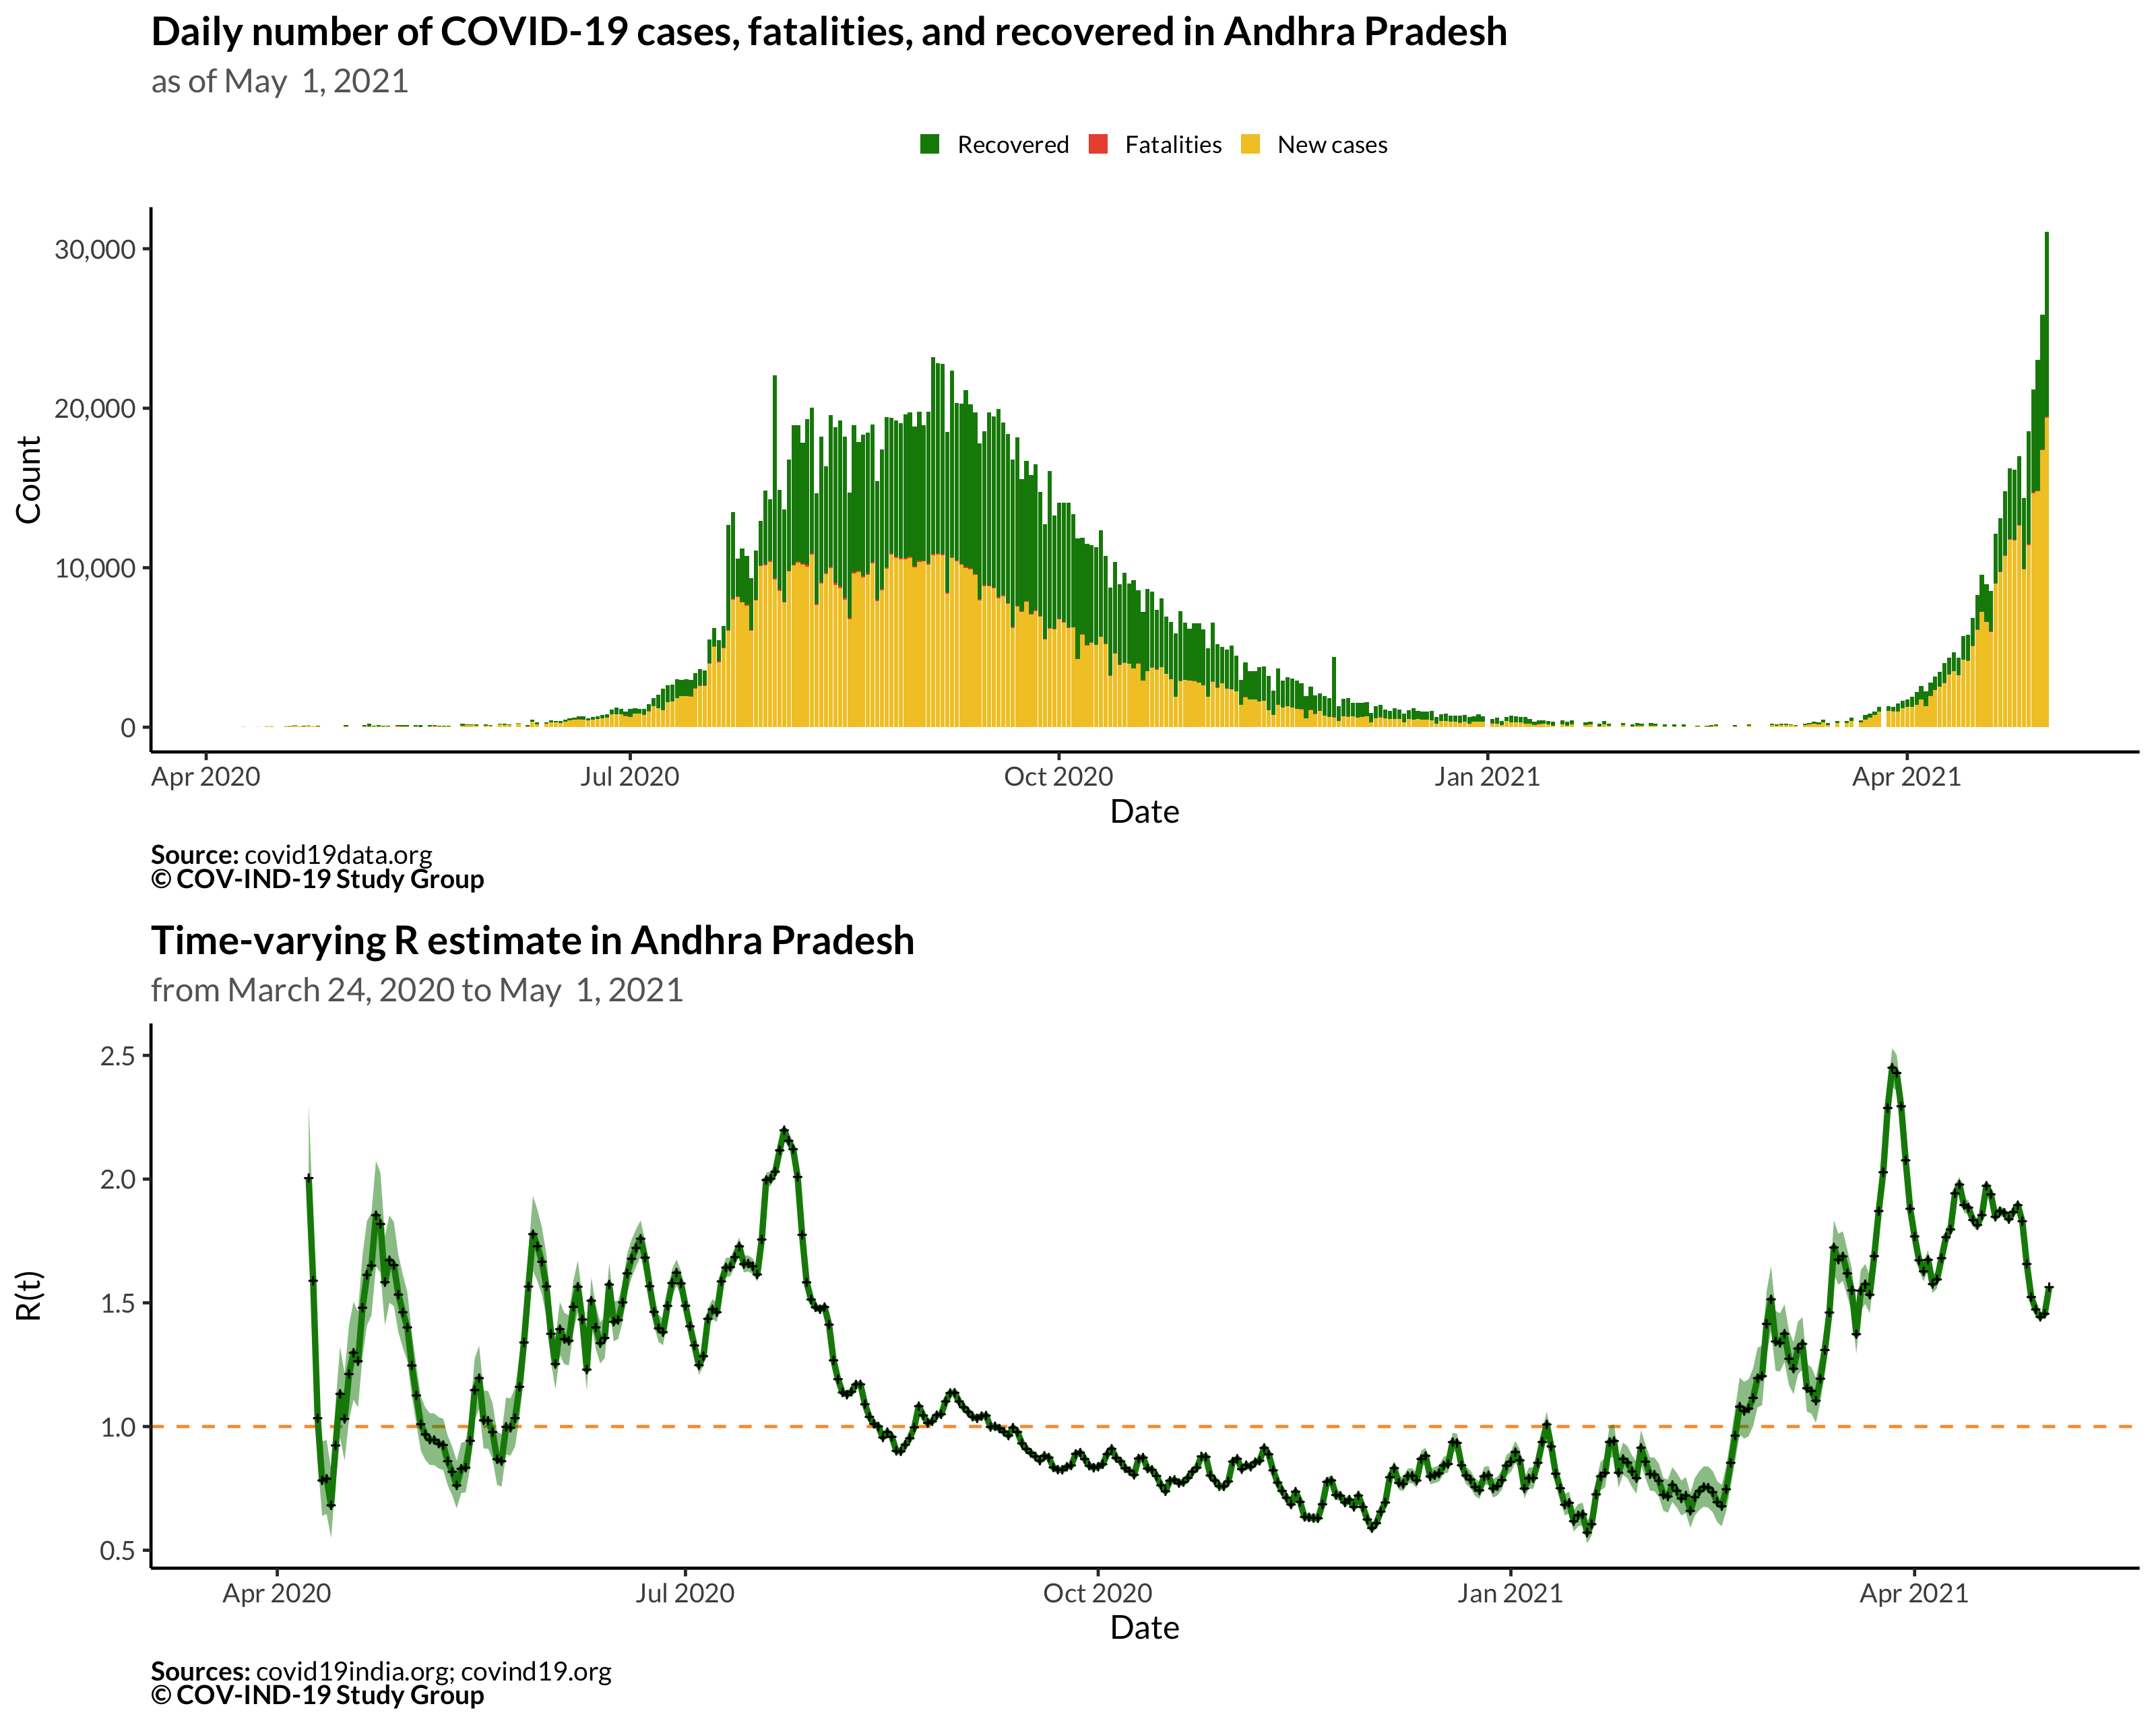 Daily number of COVID-19 cases, fatalities, and recovered in Andhra Pradesh
as of May  1, 2021
Recovered Fatalities New cases
30,000
20,000
10,000
0
Count
Apr 2020 Jul 2020 Oct 2020 Jan 2021 Apr 2021
Date
Source: covid19data.org
© COV-IND-19 Study Group
Time-varying R estimate in Andhra Pradesh
from March 24, 2020 to May  1, 2021
2.5
2.0
1.5
1.0
0.5
R(t)
Apr 2020 Jul 2020 Oct 2020 Jan 2021 Apr 2021
Date
Sources: covid19india.org; covind19.org
© COV-IND-19 Study Group